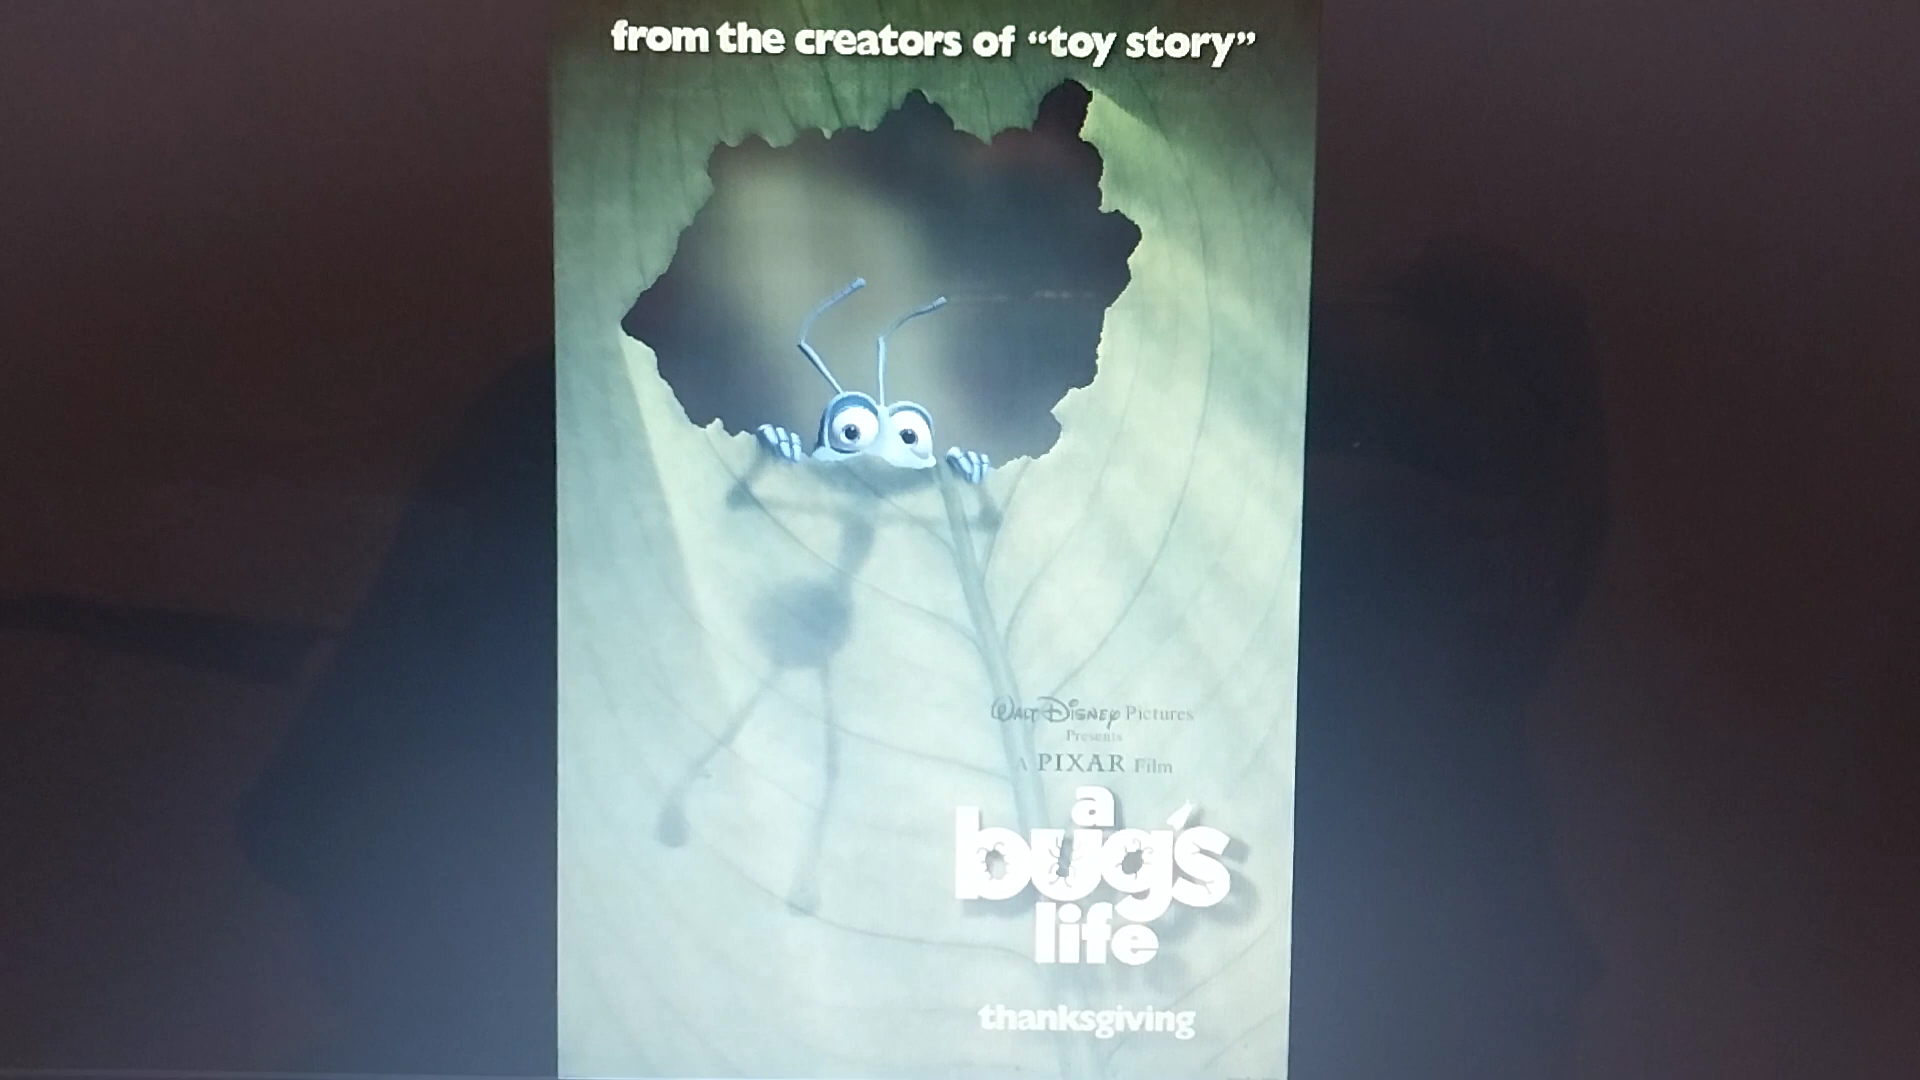 from the creators of “toy story”
Walt Disney Pictures
Presents
A PIXAR Film
a
bug's
life
thanksgiving